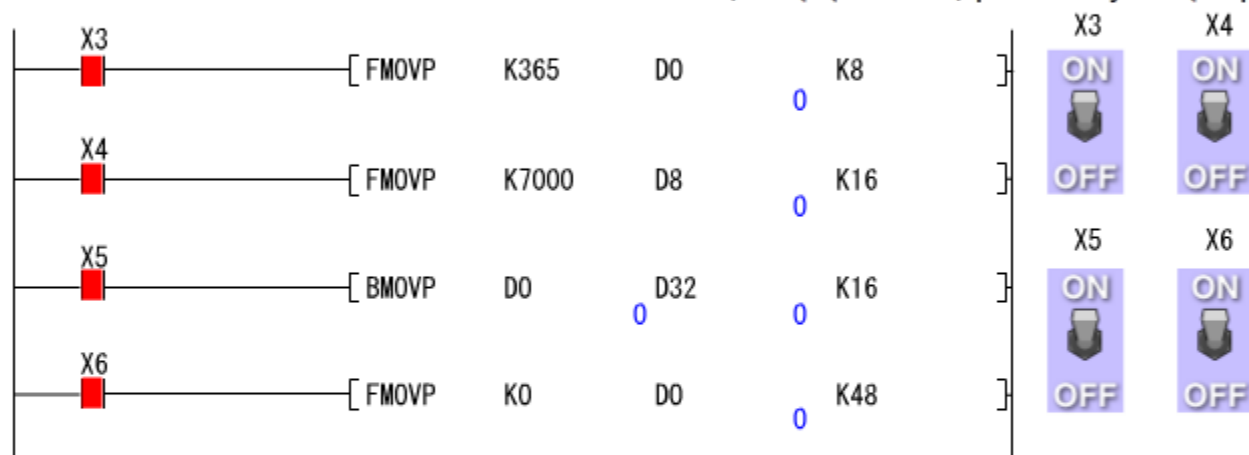 X3 X4
X3
[ FMOVP K365 D0 K8 ]
0
ON ON
OFF OFF
X4
[ FMOVP K7000 D8 K16 ]
0
X5 X6
X5
[ BMOVP D0 D32 K16 ]
0 0
ON ON
OFF OFF
X6
[ FMOVP K0 D0 K48 ]
0